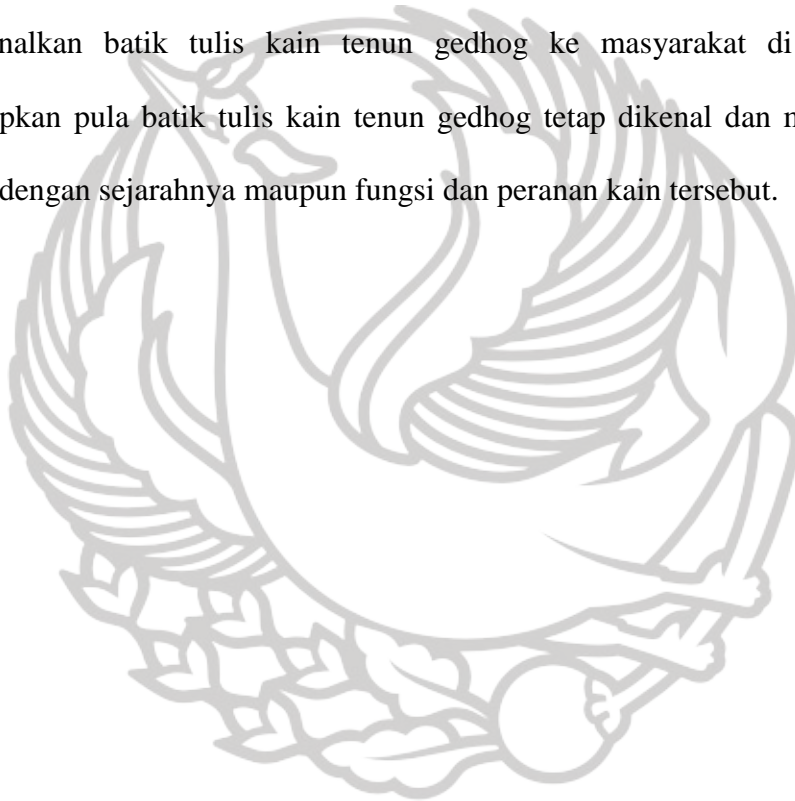 nalkan batik tulis kain tenun gedhog ke masyarakat di
pkan pula batik tulis kain tenun gedhog tetap dikenal dan
dengan sejarahnya maupun fungsi dan peranan kain tersebut.